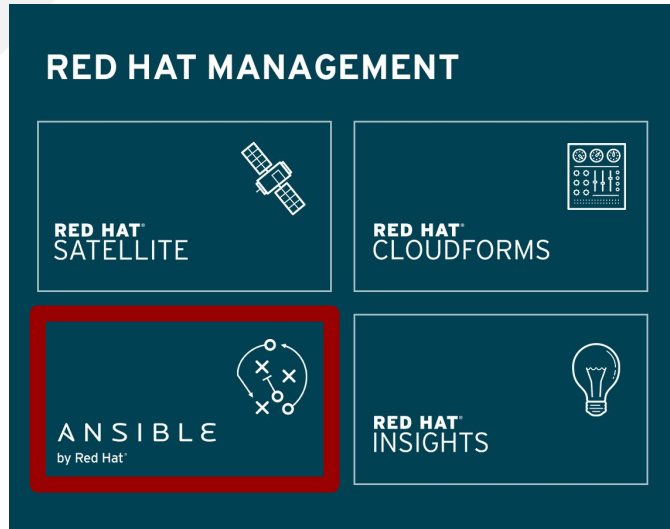 RED HAT MANAGEMENT
RED HAT®
SATELLITE
RED HAT®
CLOUDFORMS
ANSIBLE
by Red Hat®
RED HAT®
INSIGHTS